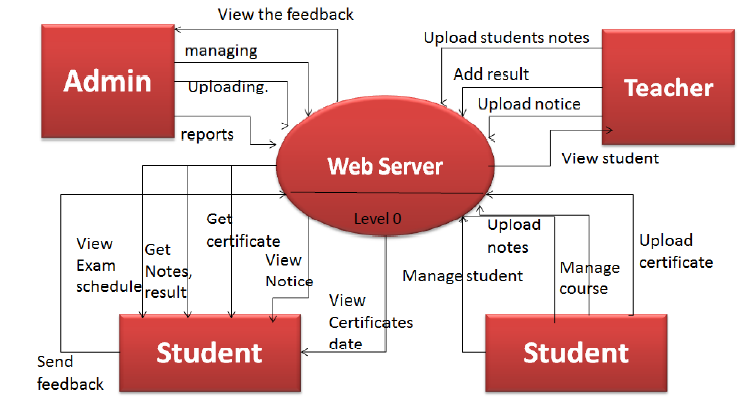 View the feedback
managing
Uploading.
reports
Admin
Upload students notes
Add result
Upload notice
View student
Teacher
Web Server
Level 0
View
Exam
schedule
Get
Notes,
result
Get
certificate
View
Notice
View
Certificates
date
Send
feedback
Student
Manage student
Upload
notes
Manage
course
Upload
certificate
Student